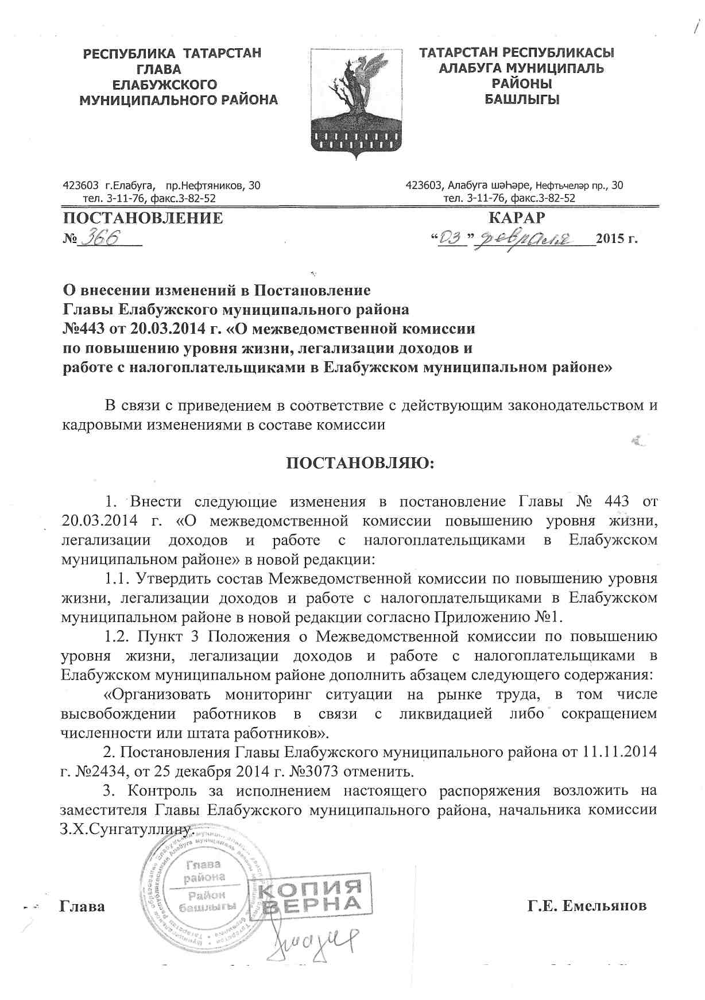 РЕСПУБЛИКА ТАТАРСТАН
ГЛАВА
ЕЛАБУЖСКОГО
МУНИЦИПАЛЬНОГО РАЙОНА
ТАТАРСТАН РЕСПУБЛИКАСЫ
АЛАБУГА МУНИЦИПАЛЬ
РАЙОНЫ
БАШЛЫГЫ
423603 г.Елабуга, пр.Нефтяников, 30
тел. 3-11-76, факс.3-82-52
423603, Алабуга шәһәре, Нефтьчеләр пр., 30
тел. 3-11-76, факс.3-82-52
ПОСТАНОВЛЕНИЕ
КАРАР
№ 366
“03” февраля 2015 г.
О внесении изменений в Постановление
Главы Елабужского муниципального района
№443 от 20.03.2014 г. «О межведомственной комиссии
по повышению уровня жизни, легализации доходов и
работе с налогоплательщиками в Елабужском муниципальном районе»
В связи с приведением в соответствие с действующим законодательством и
кадровыми изменениями в составе комиссии
ПОСТАНОВЛЯЮ:
1. Внести следующие изменения в постановление Главы № 443 от
20.03.2014 г. «О межведомственной комиссии повышению уровня жизни,
легализации доходов и работе с налогоплательщиками в Елабужском
муниципальном районе» в новой редакции:
1.1. Утвердить состав Межведомственной комиссии по повышению уровня
жизни, легализации доходов и работе с налогоплательщиками в Елабужском
муниципальном районе в новой редакции согласно Приложению №1.
1.2. Пункт 3 Положения о Межведомственной комиссии по повышению
уровня жизни, легализации доходов и работе с налогоплательщиками в
Елабужском муниципальном районе дополнить абзацем следующего содержания:
«Организовать мониторинг ситуации на рынке труда, в том числе
высвобождении работников в связи с ликвидацией либо сокращением
численности или штата работников».
2. Постановления Главы Елабужского муниципального района от 11.11.2014
г. №2434, от 25 декабря 2014 г. №3073 отменить.
3. Контроль за исполнением настоящего распоряжения возложить на
заместителя Главы Елабужского муниципального района, начальника комиссии
З.Х.Сунгатуллину.
Глава
района
Район
башлыгы
КОПИЯ
ВЕРНА
Глава
Г.Е. Емельянов